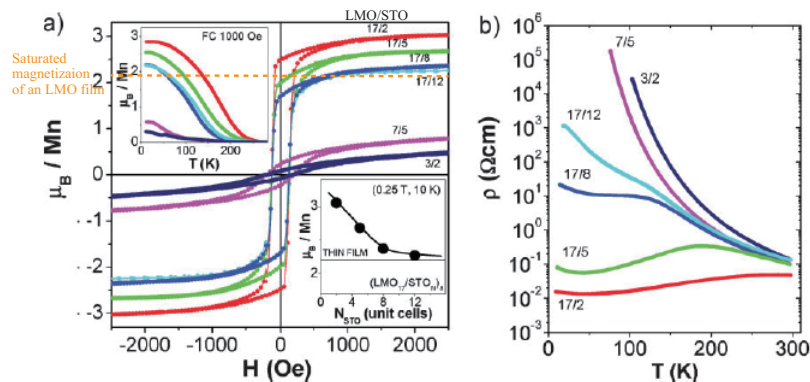 a)
LMO/STO
b)
Saturated
magnetizaion
of an LMO film
3
2
1
0
- 1
- 2
- 3
μB / Mn
-2000
-1000
0
1000
2000
H (Oe)
17/2
17/5
17/8
17/12
7/5
3/2
FC 1000 Oe
3
2
1
0
μB / Mn
0
100
200
T (K)
(0.25 T, 10 K)
3
2
μB / Mn
THIN FILM
(LMO17/STON)8
0
4
8
12
NSTO (unit cells)
10^6
10^5
10^4
10^3
10^2
10^1
10^0
10^-1
10^-2
10^-3
ρ (Ωcm)
7/5
3/2
17/12
17/8
17/5
17/2
0
100
200
300
T (K)